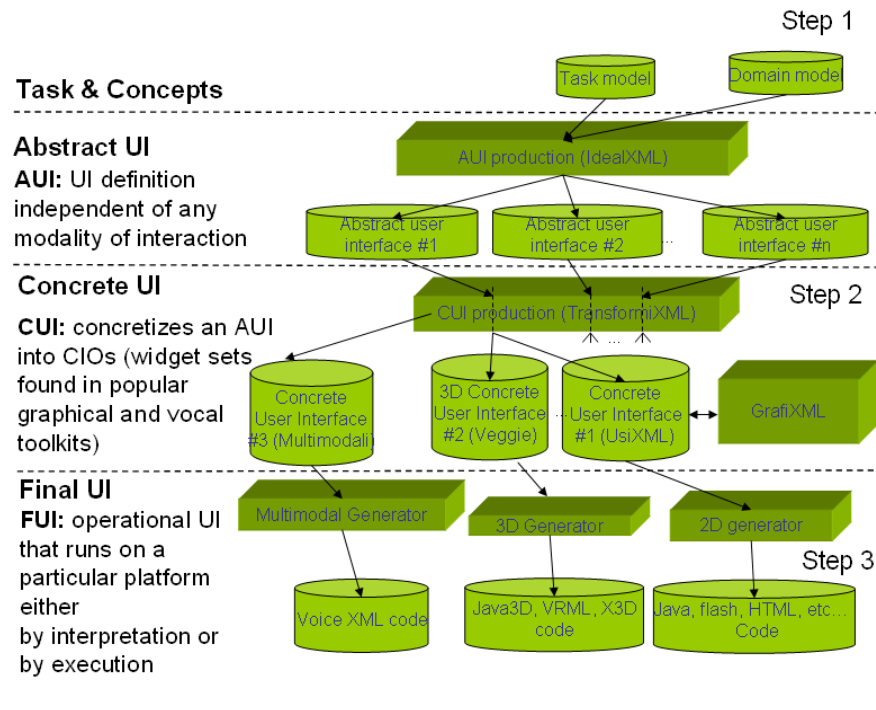 Step 1
Task model
Domain model
Task & Concepts
Abstract UI
AUI: UI definition
independent of any
modality of interaction
AUI production (IdealXML)
Abstract user
interface #1
Abstract user
interface #2
...
Abstract user
interface #n
Concrete UI
Step 2
CUI: concretizes an AUI
into CIOs (widget sets
found in popular
graphical and vocal
toolkits)
CUI production (TransformiXML)
...
Concrete
User Interface
#3 (Multimodali)
3D Concrete
User Interface
#2 (Veggie)
...
Concrete
User Interface
#1 (UsiXML)
GrafiXML
Final UI
FUI: operational UI
that runs on a
particular platform
either
by interpretation or
by execution
Multimodal Generator
3D Generator
2D generator
Step 3
Voice XML code
Java3D, VRML, X3D
code
Java, flash, HTML, etc...
Code